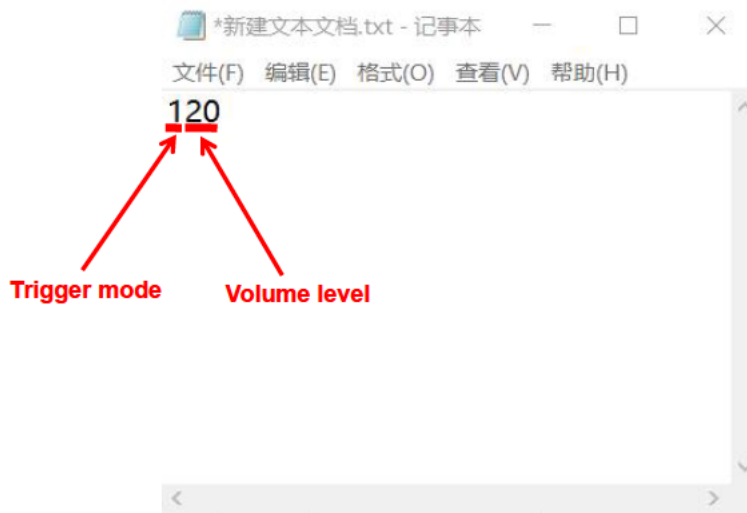 *新建文本文档.txt - 记事本
文件(F) 编辑(E) 格式(O) 查看(V) 帮助(H)
120
Trigger mode
Volume level